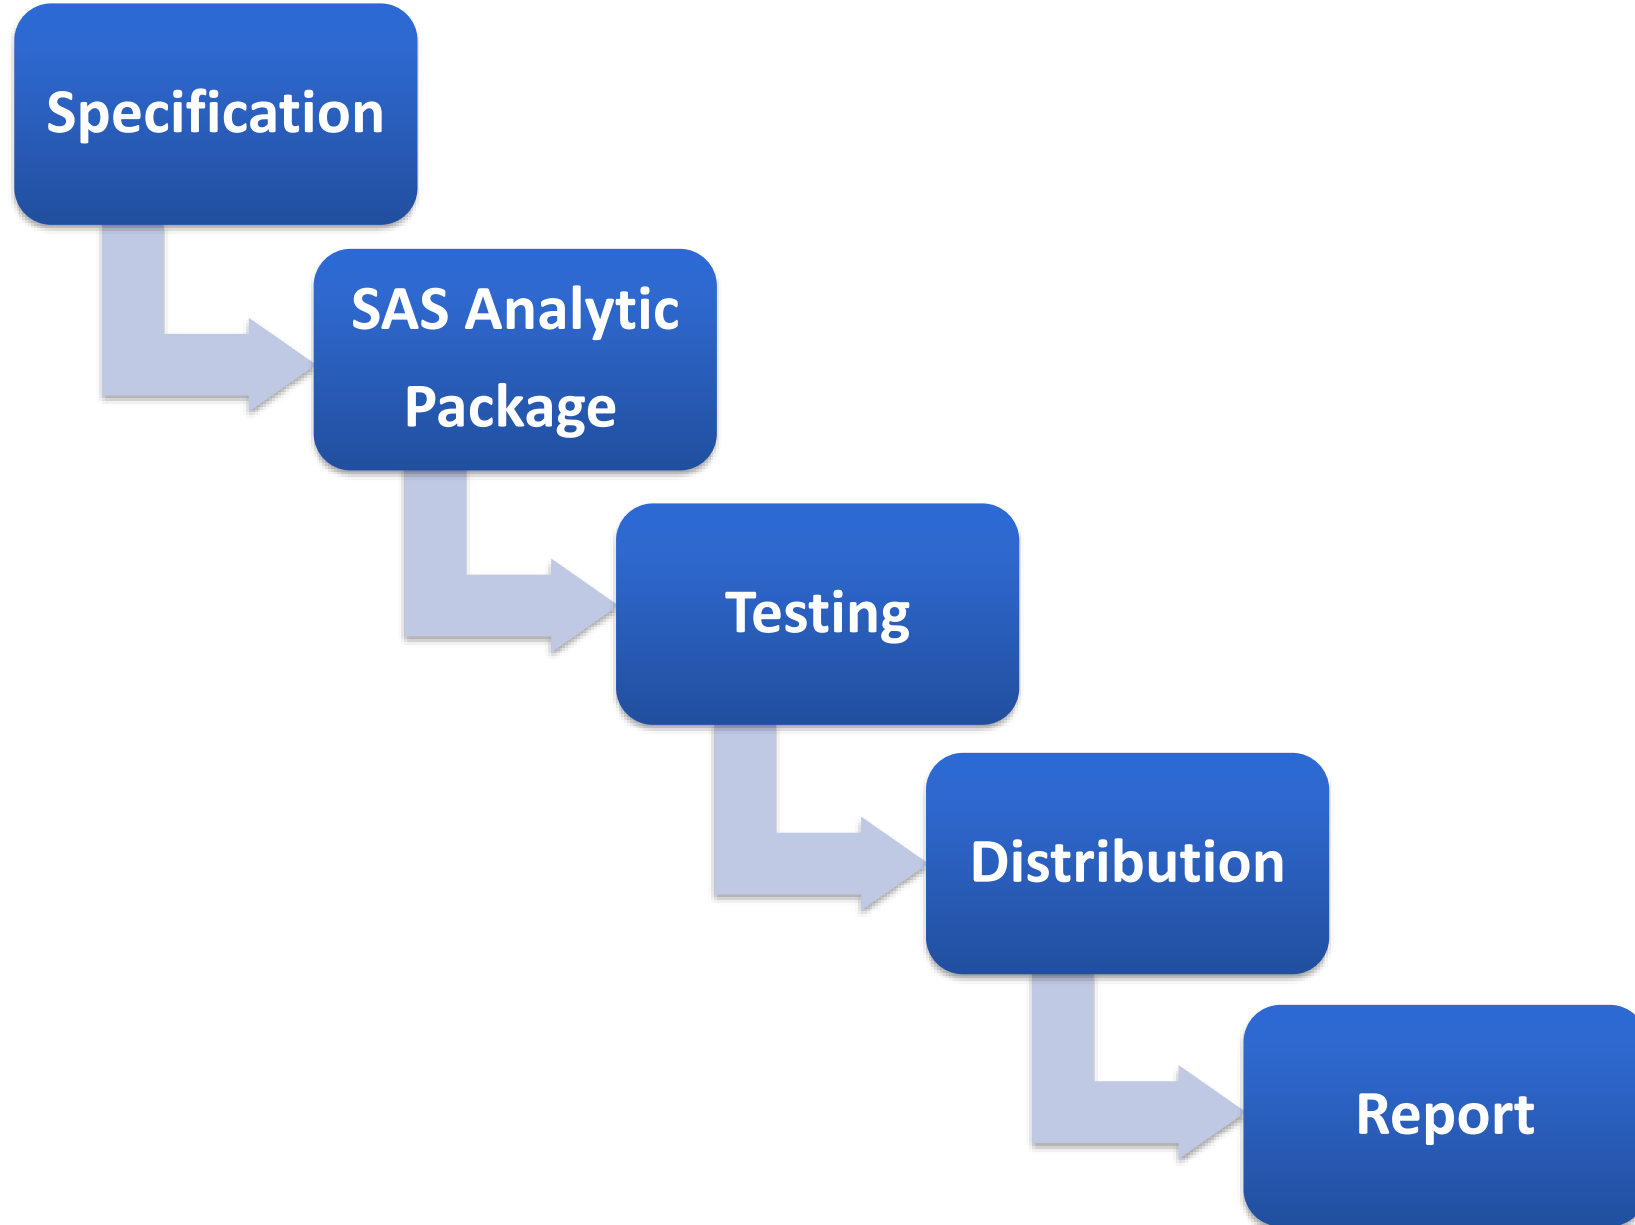 Specification
SAS Analytic
Package
Testing
Distribution
Report